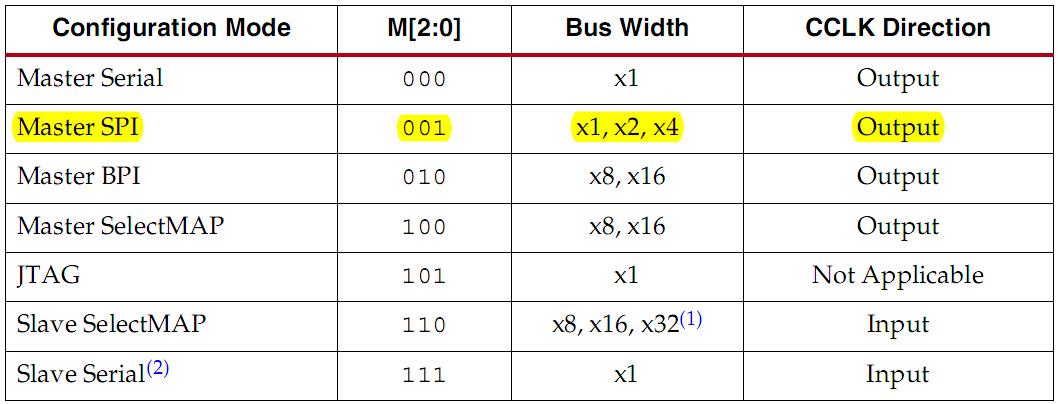 Configuration Mode M[2:0] Bus Width CCLK Direction
Master Serial 000 x1 Output
Master SPI 001 x1, x2, x4 Output
Master BPI 010 x8, x16 Output
Master SelectMAP 100 x8, x16 Output
JTAG 101 x1 Not Applicable
Slave SelectMAP 110 x8, x16, x32(1) Input
Slave Serial(2) 111 x1 Input